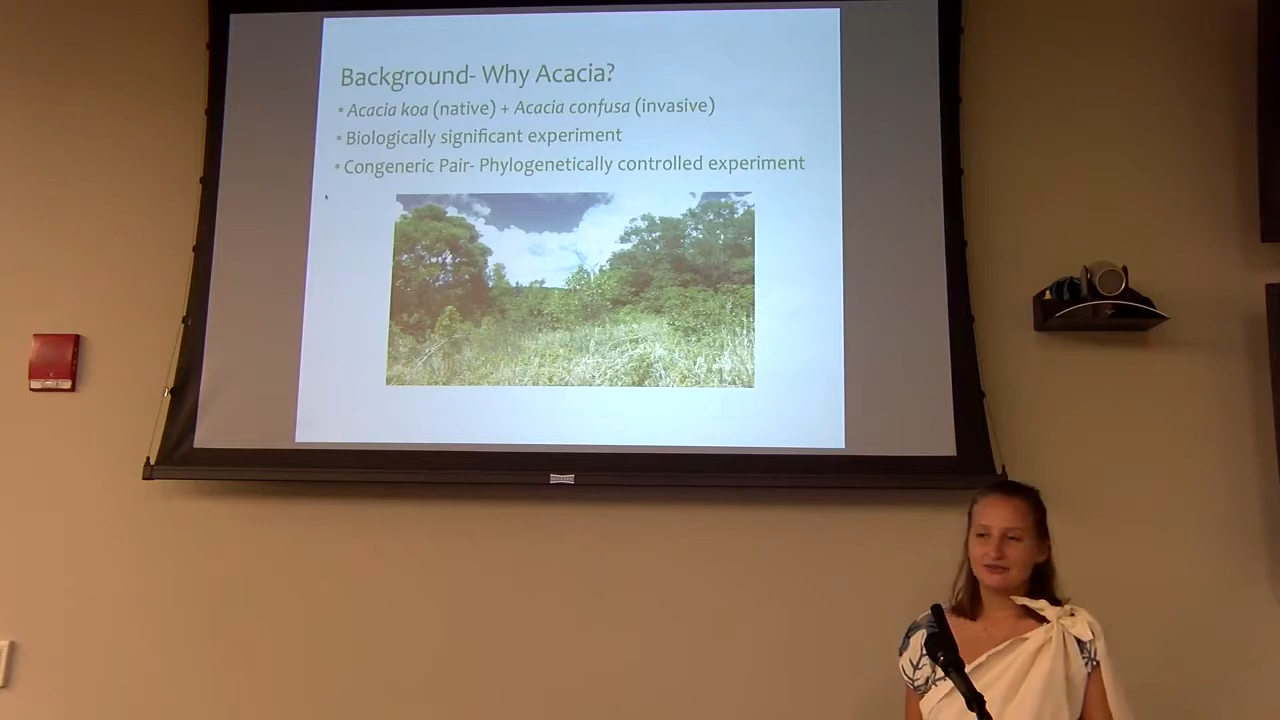 Background- Why Acacia?
• Acacia koa (native) + Acacia confusa (invasive)
• Biologically significant experiment
• Congeneric Pair- Phylogenetically controlled experiment